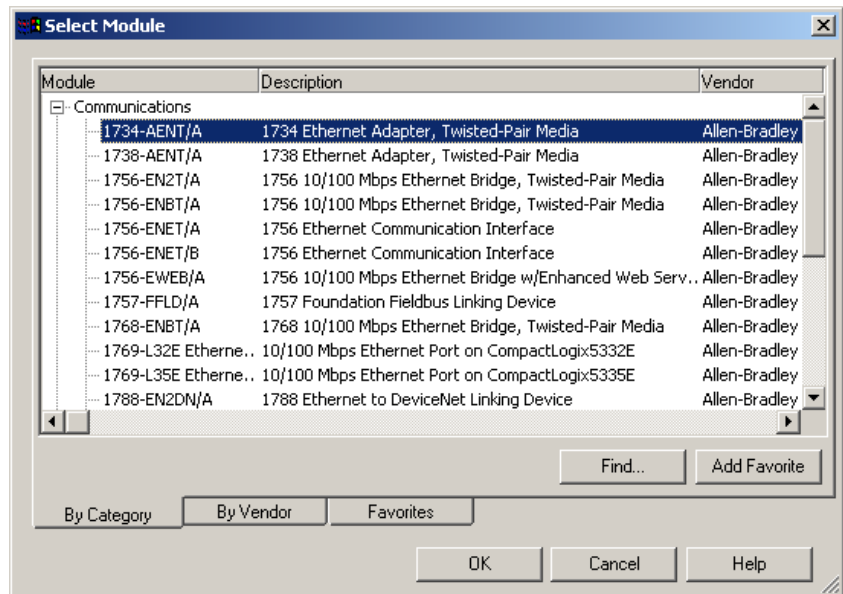 Select Module
Module Description Vendor
Communications
1734-AENT/A 1734 Ethernet Adapter, Twisted-Pair Media Allen-Bradley
1738-AENT/A 1738 Ethernet Adapter, Twisted-Pair Media Allen-Bradley
1756-EN2T/A 1756 10/100 Mbps Ethernet Bridge, Twisted-Pair Media Allen-Bradley
1756-ENBT/A 1756 10/100 Mbps Ethernet Bridge, Twisted-Pair Media Allen-Bradley
1756-ENET/A 1756 Ethernet Communication Interface Allen-Bradley
1756-ENET/B 1756 Ethernet Communication Interface Allen-Bradley
1756-EWEB/A 1756 10/100 Mbps Ethernet Bridge w/Enhanced Web Serv.. Allen-Bradley
1757-FFLD/A 1757 Foundation Fieldbus Linking Device Allen-Bradley
1768-ENBT/A 1768 10/100 Mbps Ethernet Bridge, Twisted-Pair Media Allen-Bradley
1769-L32E Etherne.. 10/100 Mbps Ethernet Port on CompactLogix5332E Allen-Bradley
1769-L35E Etherne.. 10/100 Mbps Ethernet Port on CompactLogix5335E Allen-Bradley
1788-EN2DN/A 1788 Ethernet to DeviceNet Linking Device Allen-Bradley
Find... Add Favorite
By Category By Vendor Favorites
OK Cancel Help